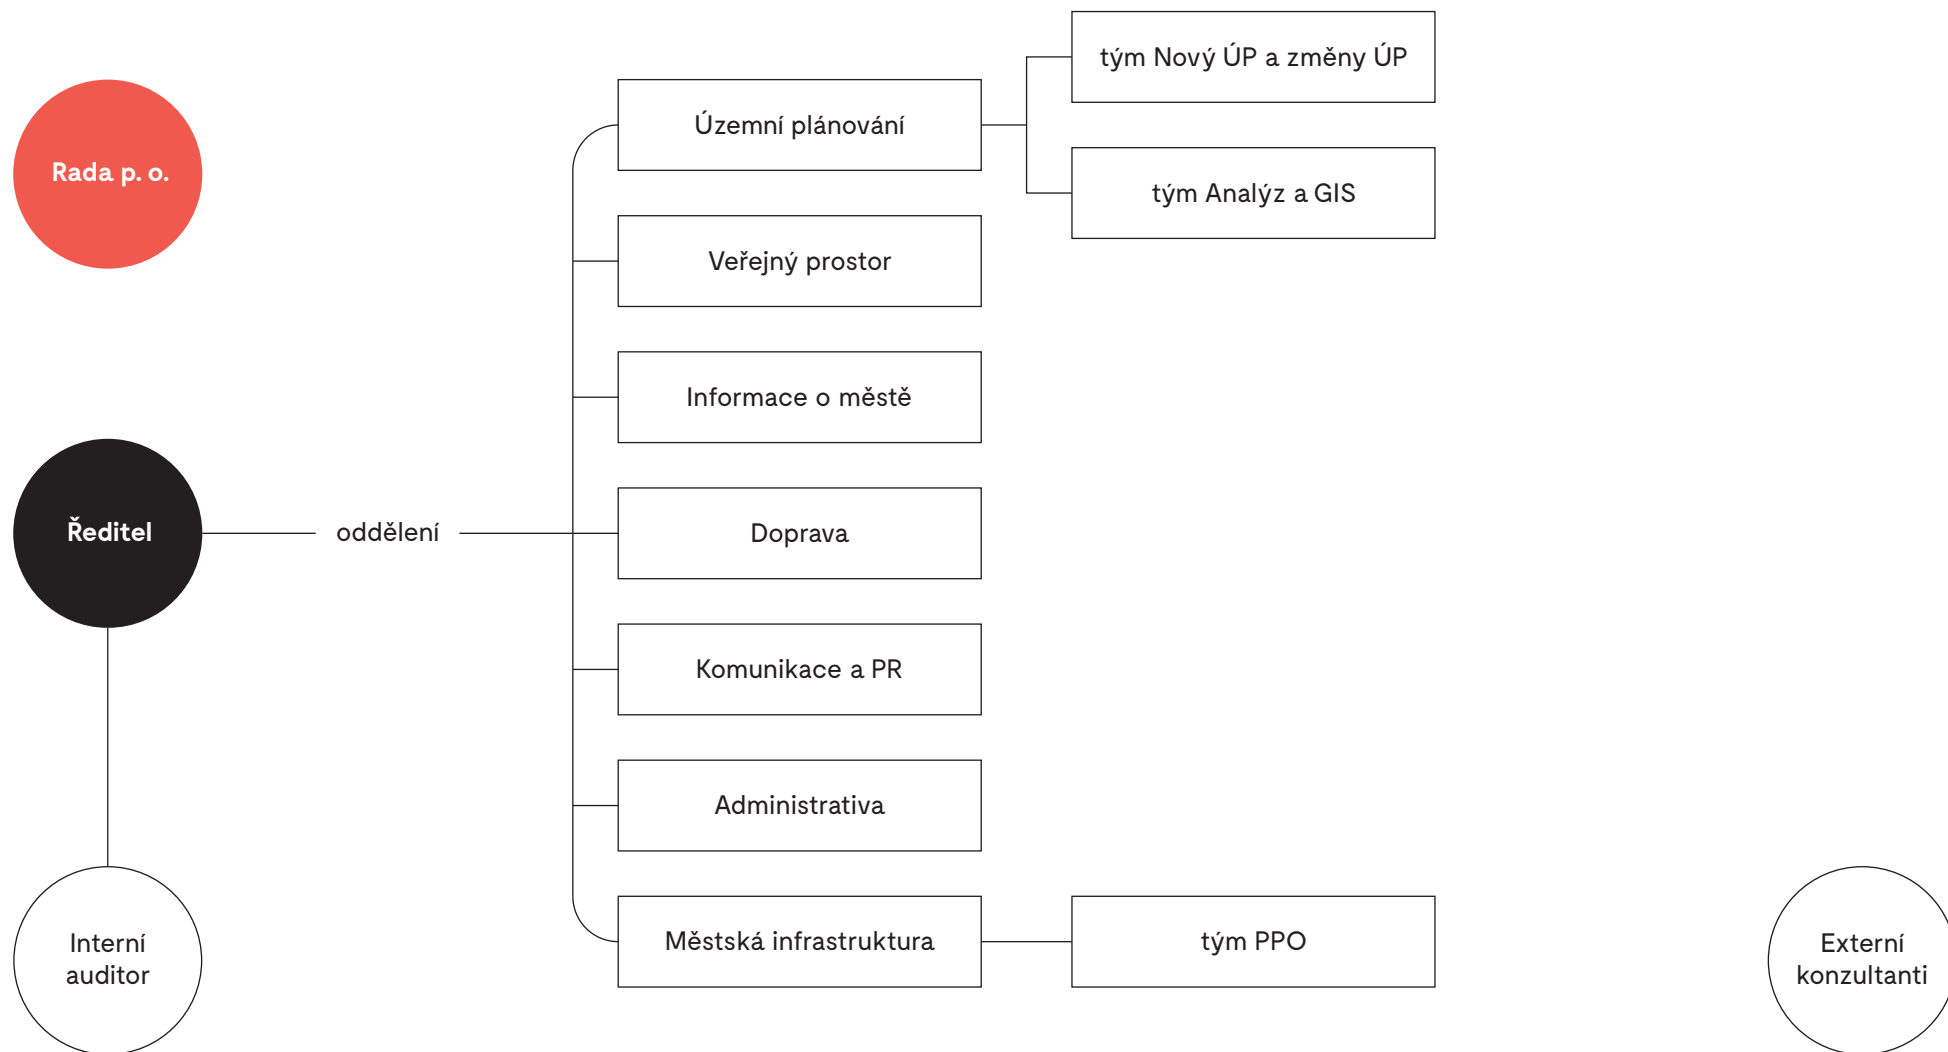 Rada p. o.
Ředitel
oddělení
Interní
auditor
Územní plánování
Veřejný prostor
Informace o městě
Doprava
Komunikace a PR
Administrativa
Městská infrastruktura
tým Nový ÚP a změny ÚP
tým Analýz a GIS
tým PPO
Externí
konzultanti